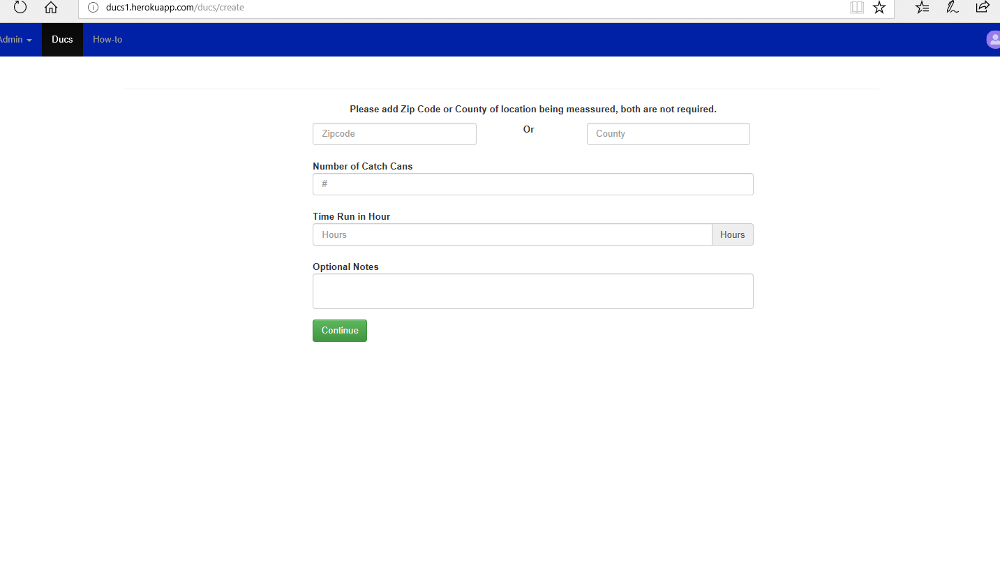 ducs1.herokuapp.com/ducs/create
Admin Ducs How-to
Please add Zip Code or County of location being meassured, both are not required.
Zipcode Or County
Number of Catch Cans
#
Time Run in Hour
Hours Hours
Optional Notes
Continue